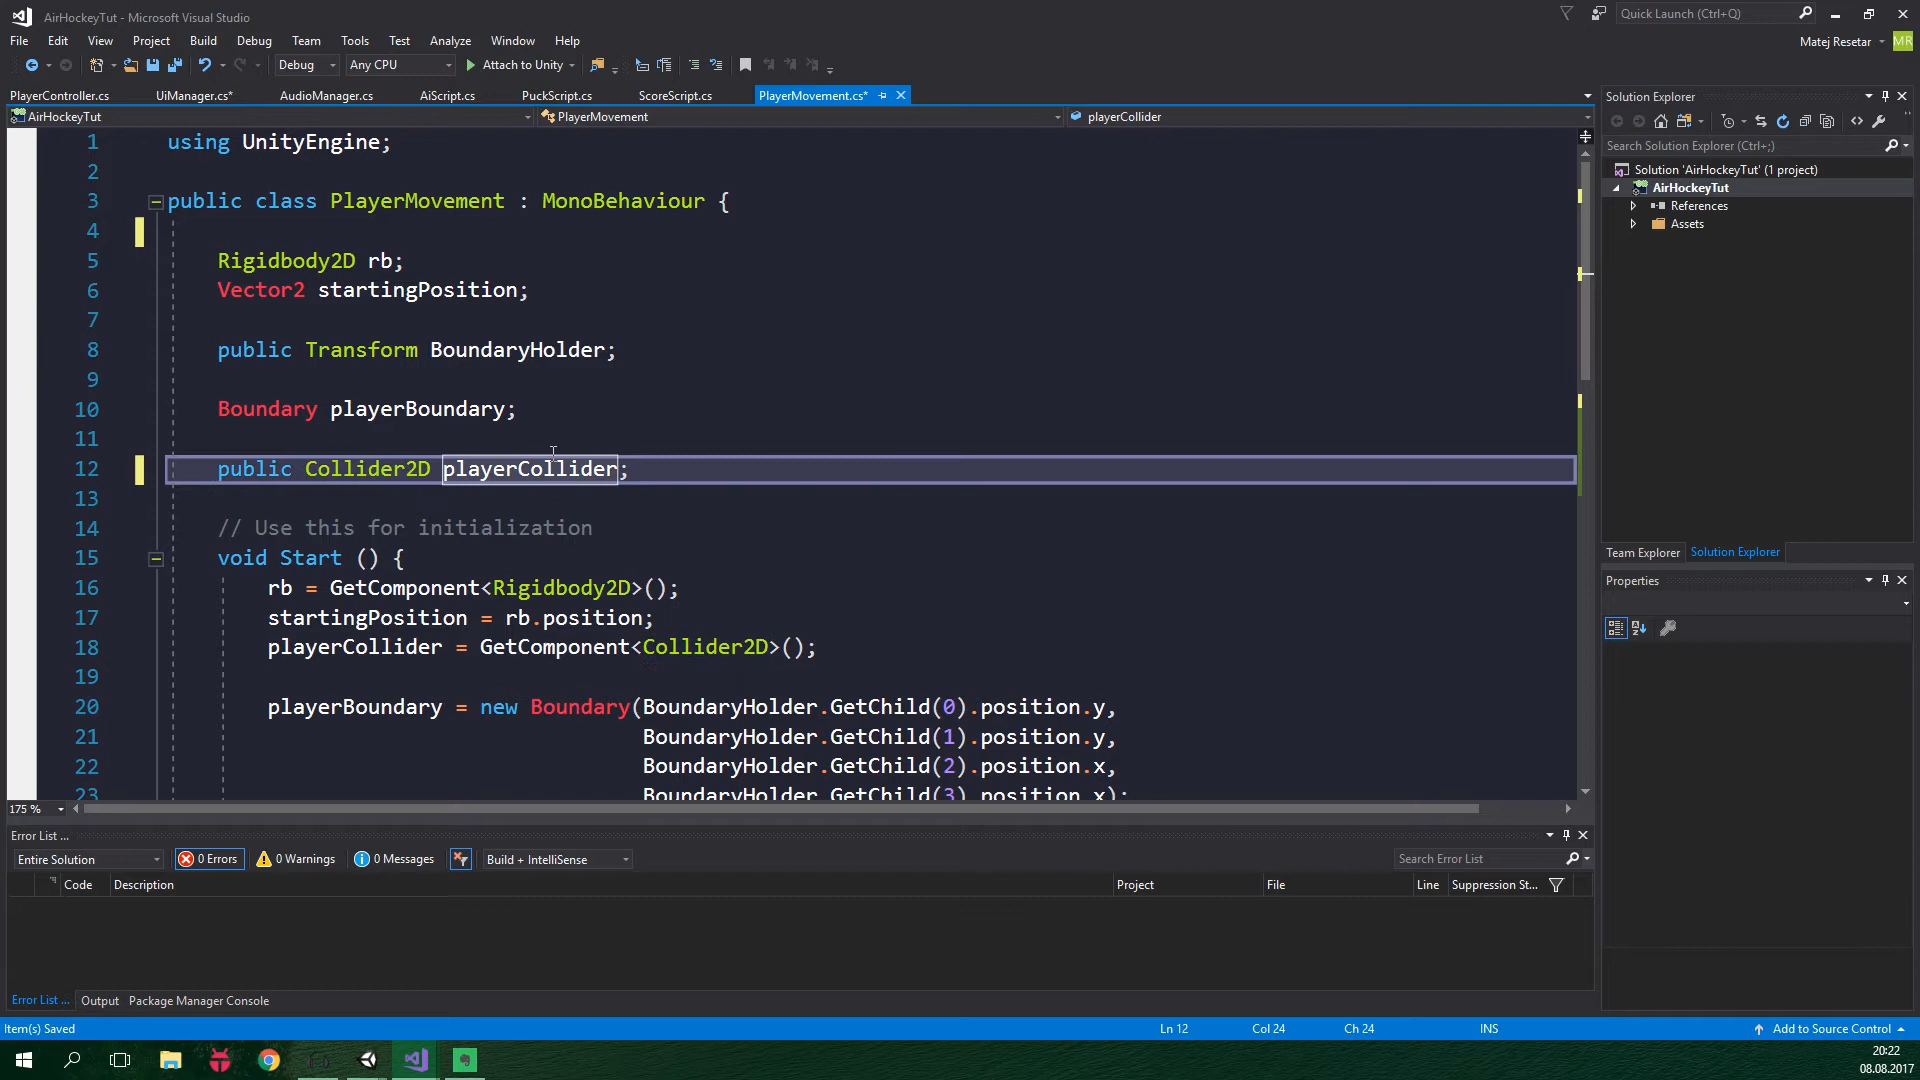 AirHockeyTut - Microsoft Visual Studio
Quick Launch (Ctrl+Q)
File Edit View Project Build Debug Team Tools Test Analyze Window Help
Matej Resetar MR
Debug Any CPU Attach to Unity
PlayerController.cs UiManager.cs* AudioManager.cs AiScript.cs PuckScript.cs ScoreScript.cs PlayerMovement.cs*
AirHockeyTut PlayerMovement playerCollider
1 using UnityEngine;
2
3 public class PlayerMovement : MonoBehaviour {
4
5 Rigidbody2D rb;
6 Vector2 startingPosition;
7
8 public Transform BoundaryHolder;
9
10 Boundary playerBoundary;
11
12 public Collider2D playerCollider;
13
14 // Use this for initialization
15 void Start () {
16 rb = GetComponent<Rigidbody2D>();
17 startingPosition = rb.position;
18 playerCollider = GetComponent<Collider2D>();
19
20 playerBoundary = new Boundary(BoundaryHolder.GetChild(0).position.y,
21 BoundaryHolder.GetChild(1).position.y,
22 BoundaryHolder.GetChild(2).position.x,
23 BoundaryHolder.GetChild(3).position.x);
175 %
Solution Explorer
Search Solution Explorer (Ctrl+;)
Solution 'AirHockeyTut' (1 project)
AirHockeyTut
References
Assets
Team Explorer Solution Explorer
Properties
Error List ...
Entire Solution 0 Errors 0 Warnings 0 Messages Build + IntelliSense Search Error List
Code Description Project File Line Suppression St...
Error List ... Output Package Manager Console
Item(s) Saved Ln 12 Col 24 Ch 24 INS Add to Source Control
20:22
08.08.2017